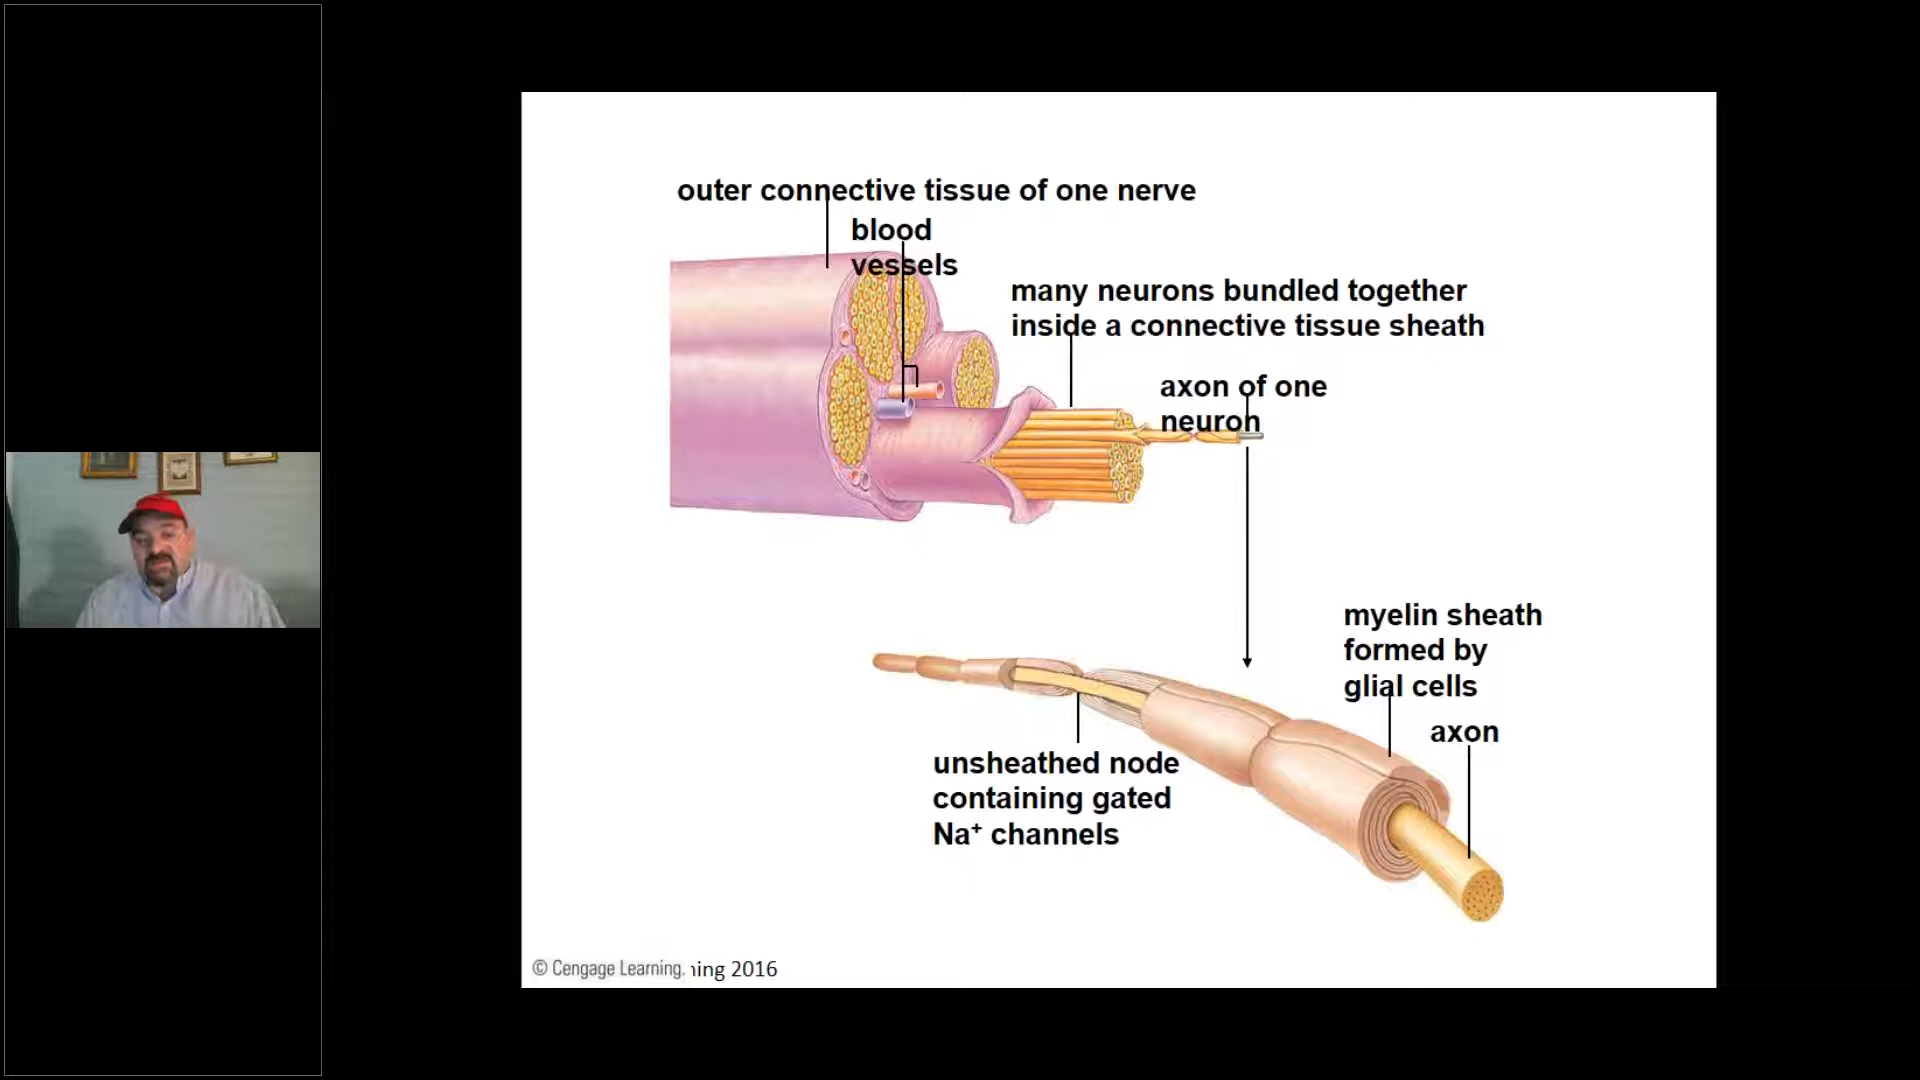 outer connective tissue of one nerve
blood
vessels
many neurons bundled together
inside a connective tissue sheath
axon of one
neuron
myelin sheath
formed by
glial cells
axon
unsheathed node
containing gated
Na⁺ channels
© Cengage Learning. ning 2016